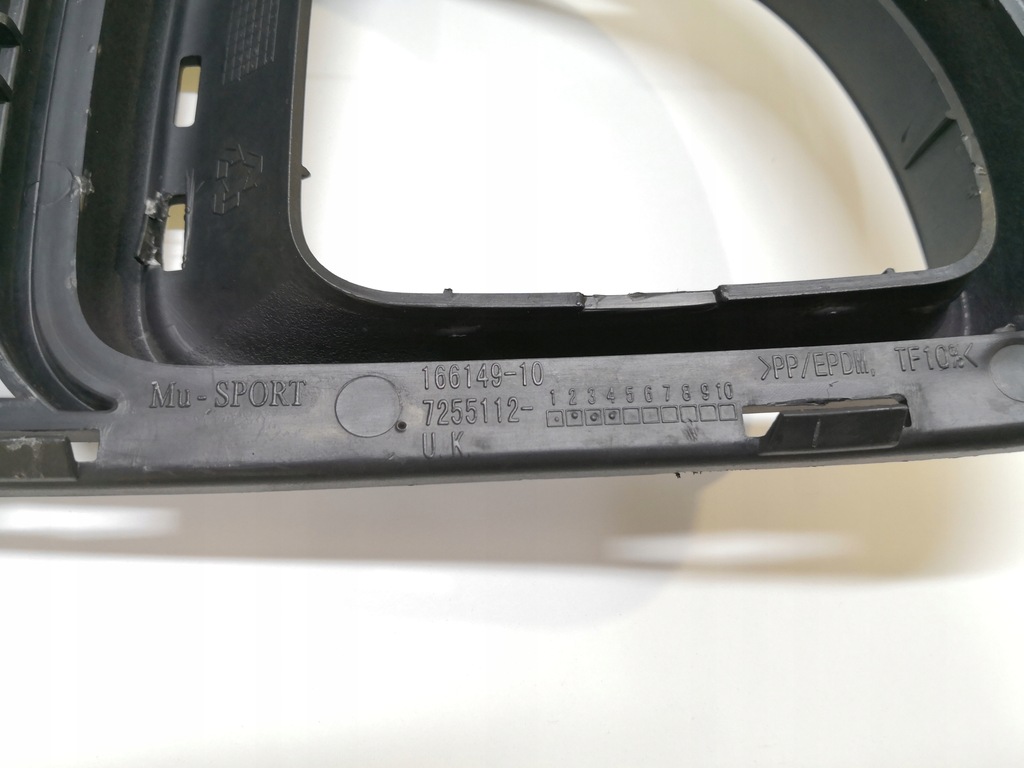 Mu-SPORT
166149-10
7255112-
1 2 3 4 5 6 7 8 9 10
U.K.
>PP/EPDM, TF10%<